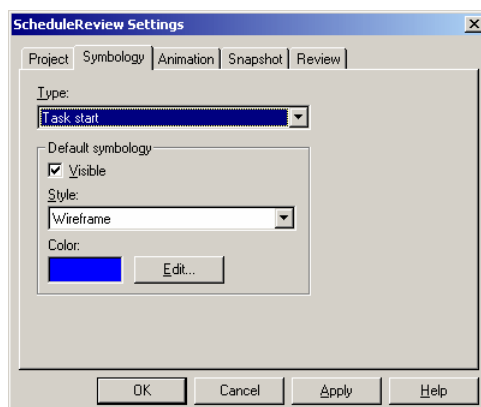 ScheduleReview Settings
Project Symbology Animation Snapshot Review
Type:
Task start
Default symbology
Visible
Style:
Wireframe
Color:
Edit...
OK Cancel Apply Help